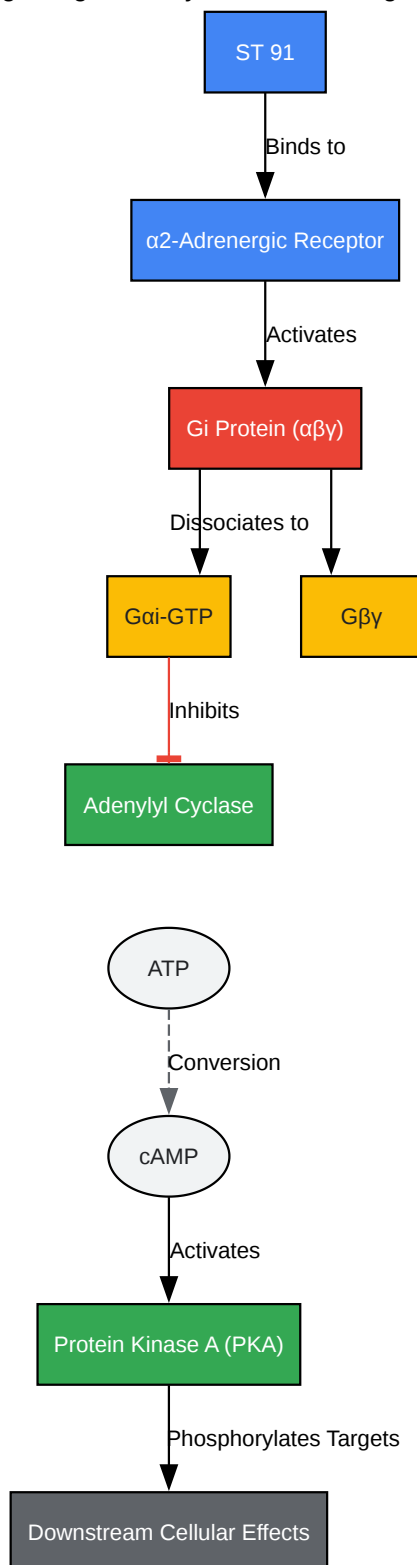 ST 91
Binds to
α2-Adrenergic Receptor
Activates
Gi Protein (αβγ)
Dissociates to
Gαi-GTP
Gβγ
Inhibits
Adenylyl Cyclase
ATP
Conversion
cAMP
Activates
Protein Kinase A (PKA)
Phosphorylates Targets
Downstream Cellular Effects